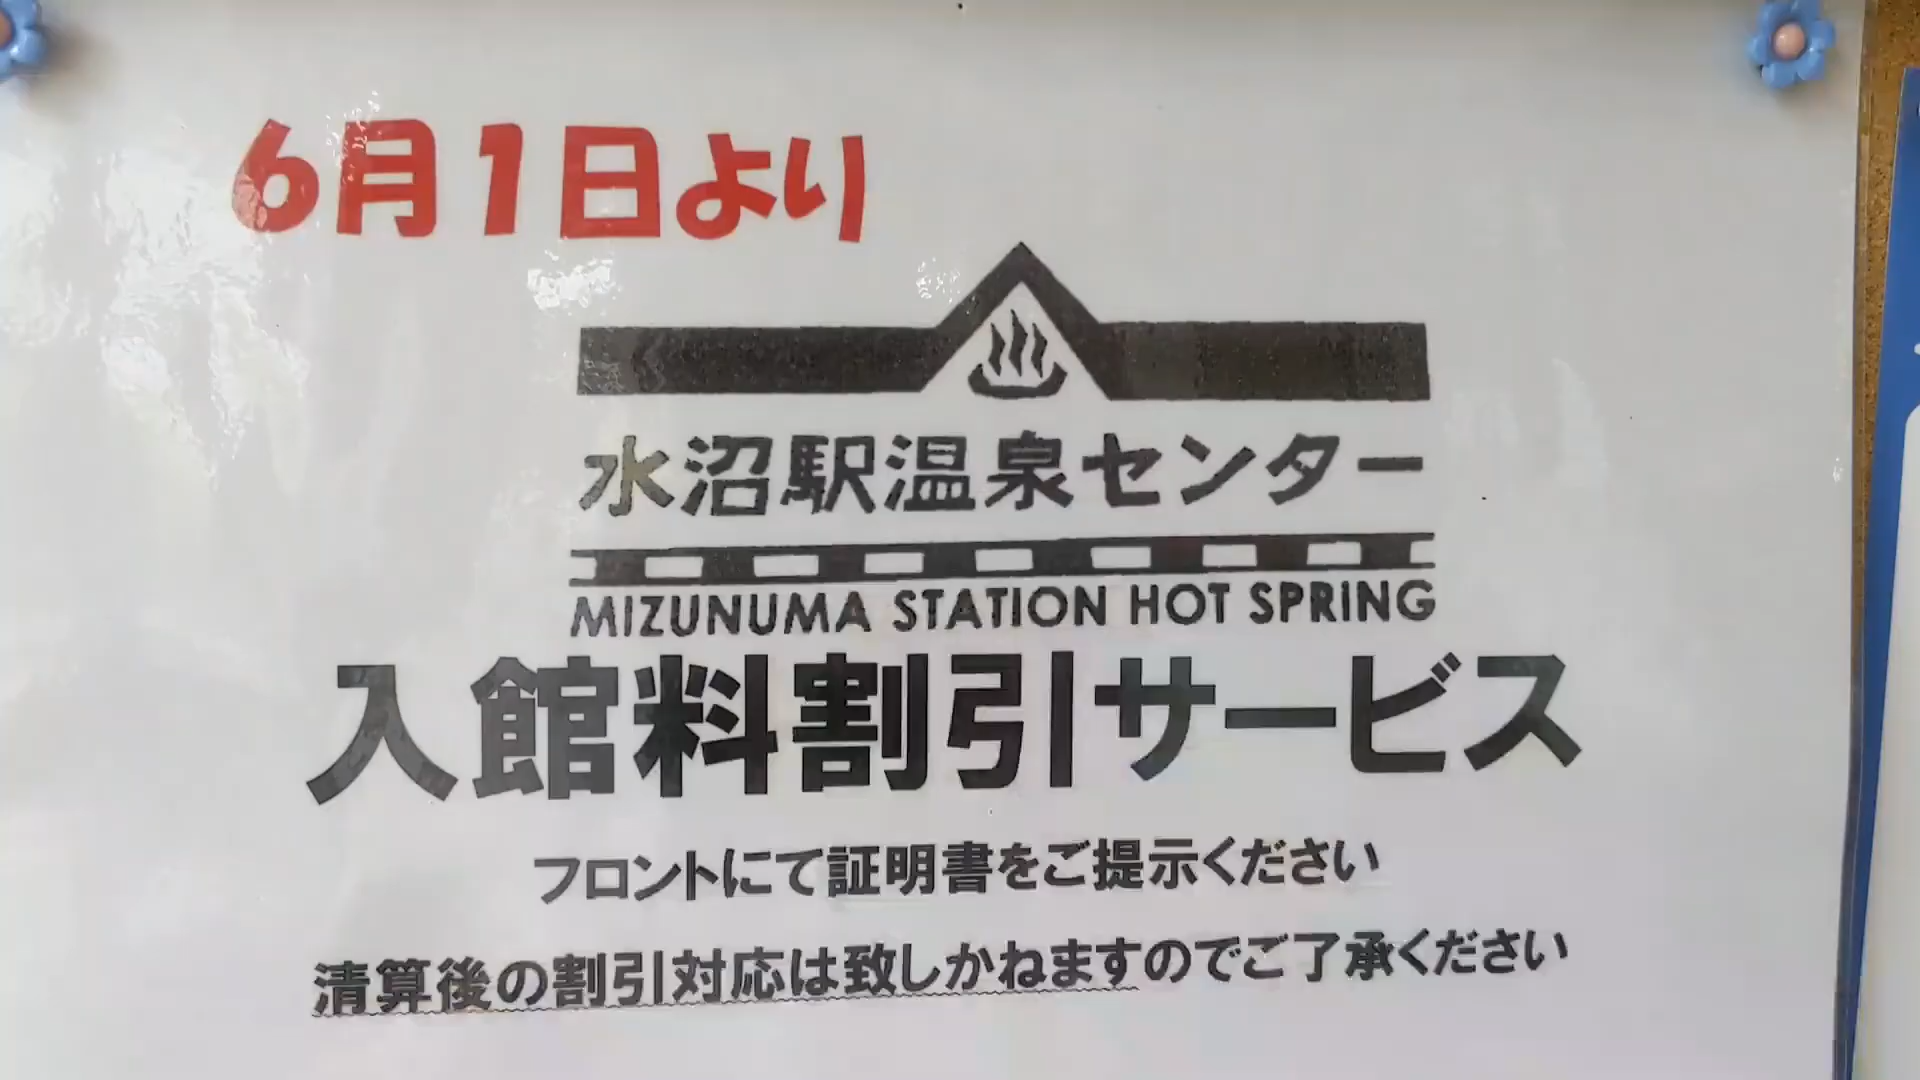 6月1日より
水沼駅温泉センター
MIZUNUMA STATION HOT SPRING
入館料割引サービス
フロントにて証明書をご提示ください
清算後の割引対応は致しかねますのでご了承ください